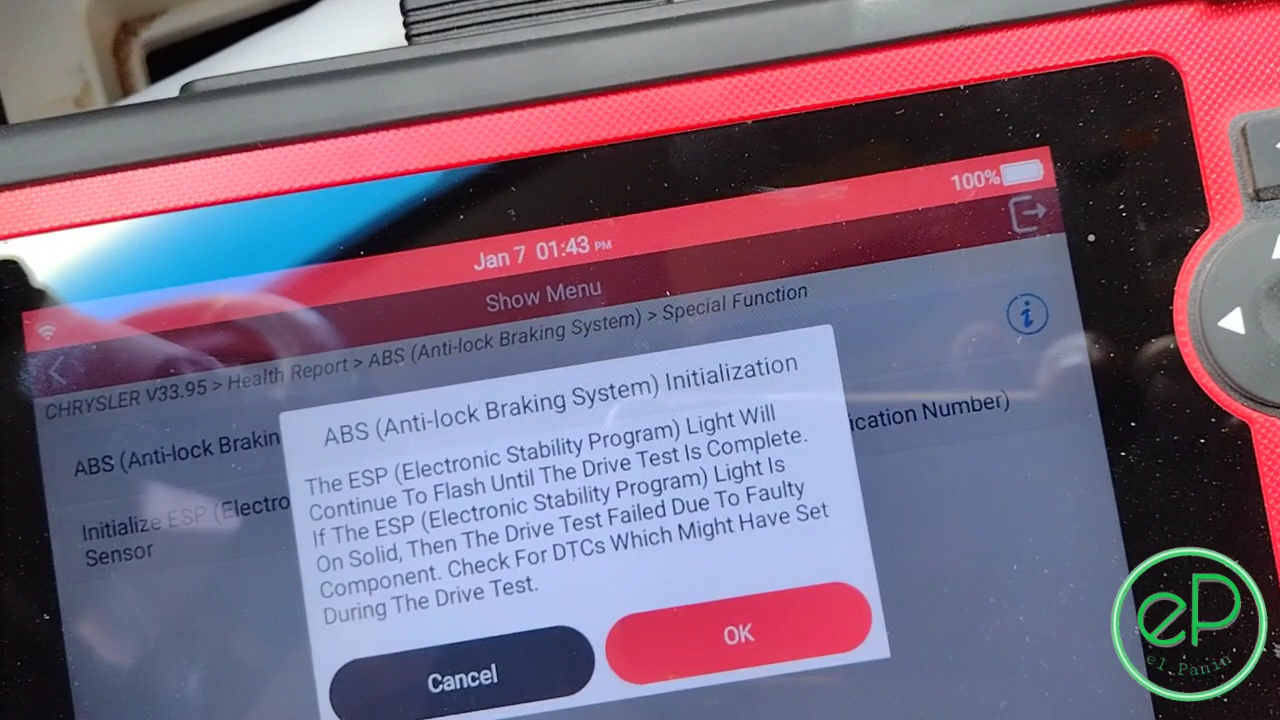 100%
Jan 7 01:43 PM
Show Menu
CHRYSLER V33.95 > Health Report > ABS (Anti-lock Braking System) > Special Function
ABS (Anti-lock Brakin
ication Number)
Initialize ESP (Electro
Sensor
ABS (Anti-lock Braking System) Initialization
The ESP (Electronic Stability Program) Light Will
Continue To Flash Until The Drive Test Is Complete.
If The ESP (Electronic Stability Program) Light Is
On Solid, Then The Drive Test Failed Due To Faulty
Component. Check For DTCs Which Might Have Set
During The Drive Test.
Cancel
OK
eP
el Panin